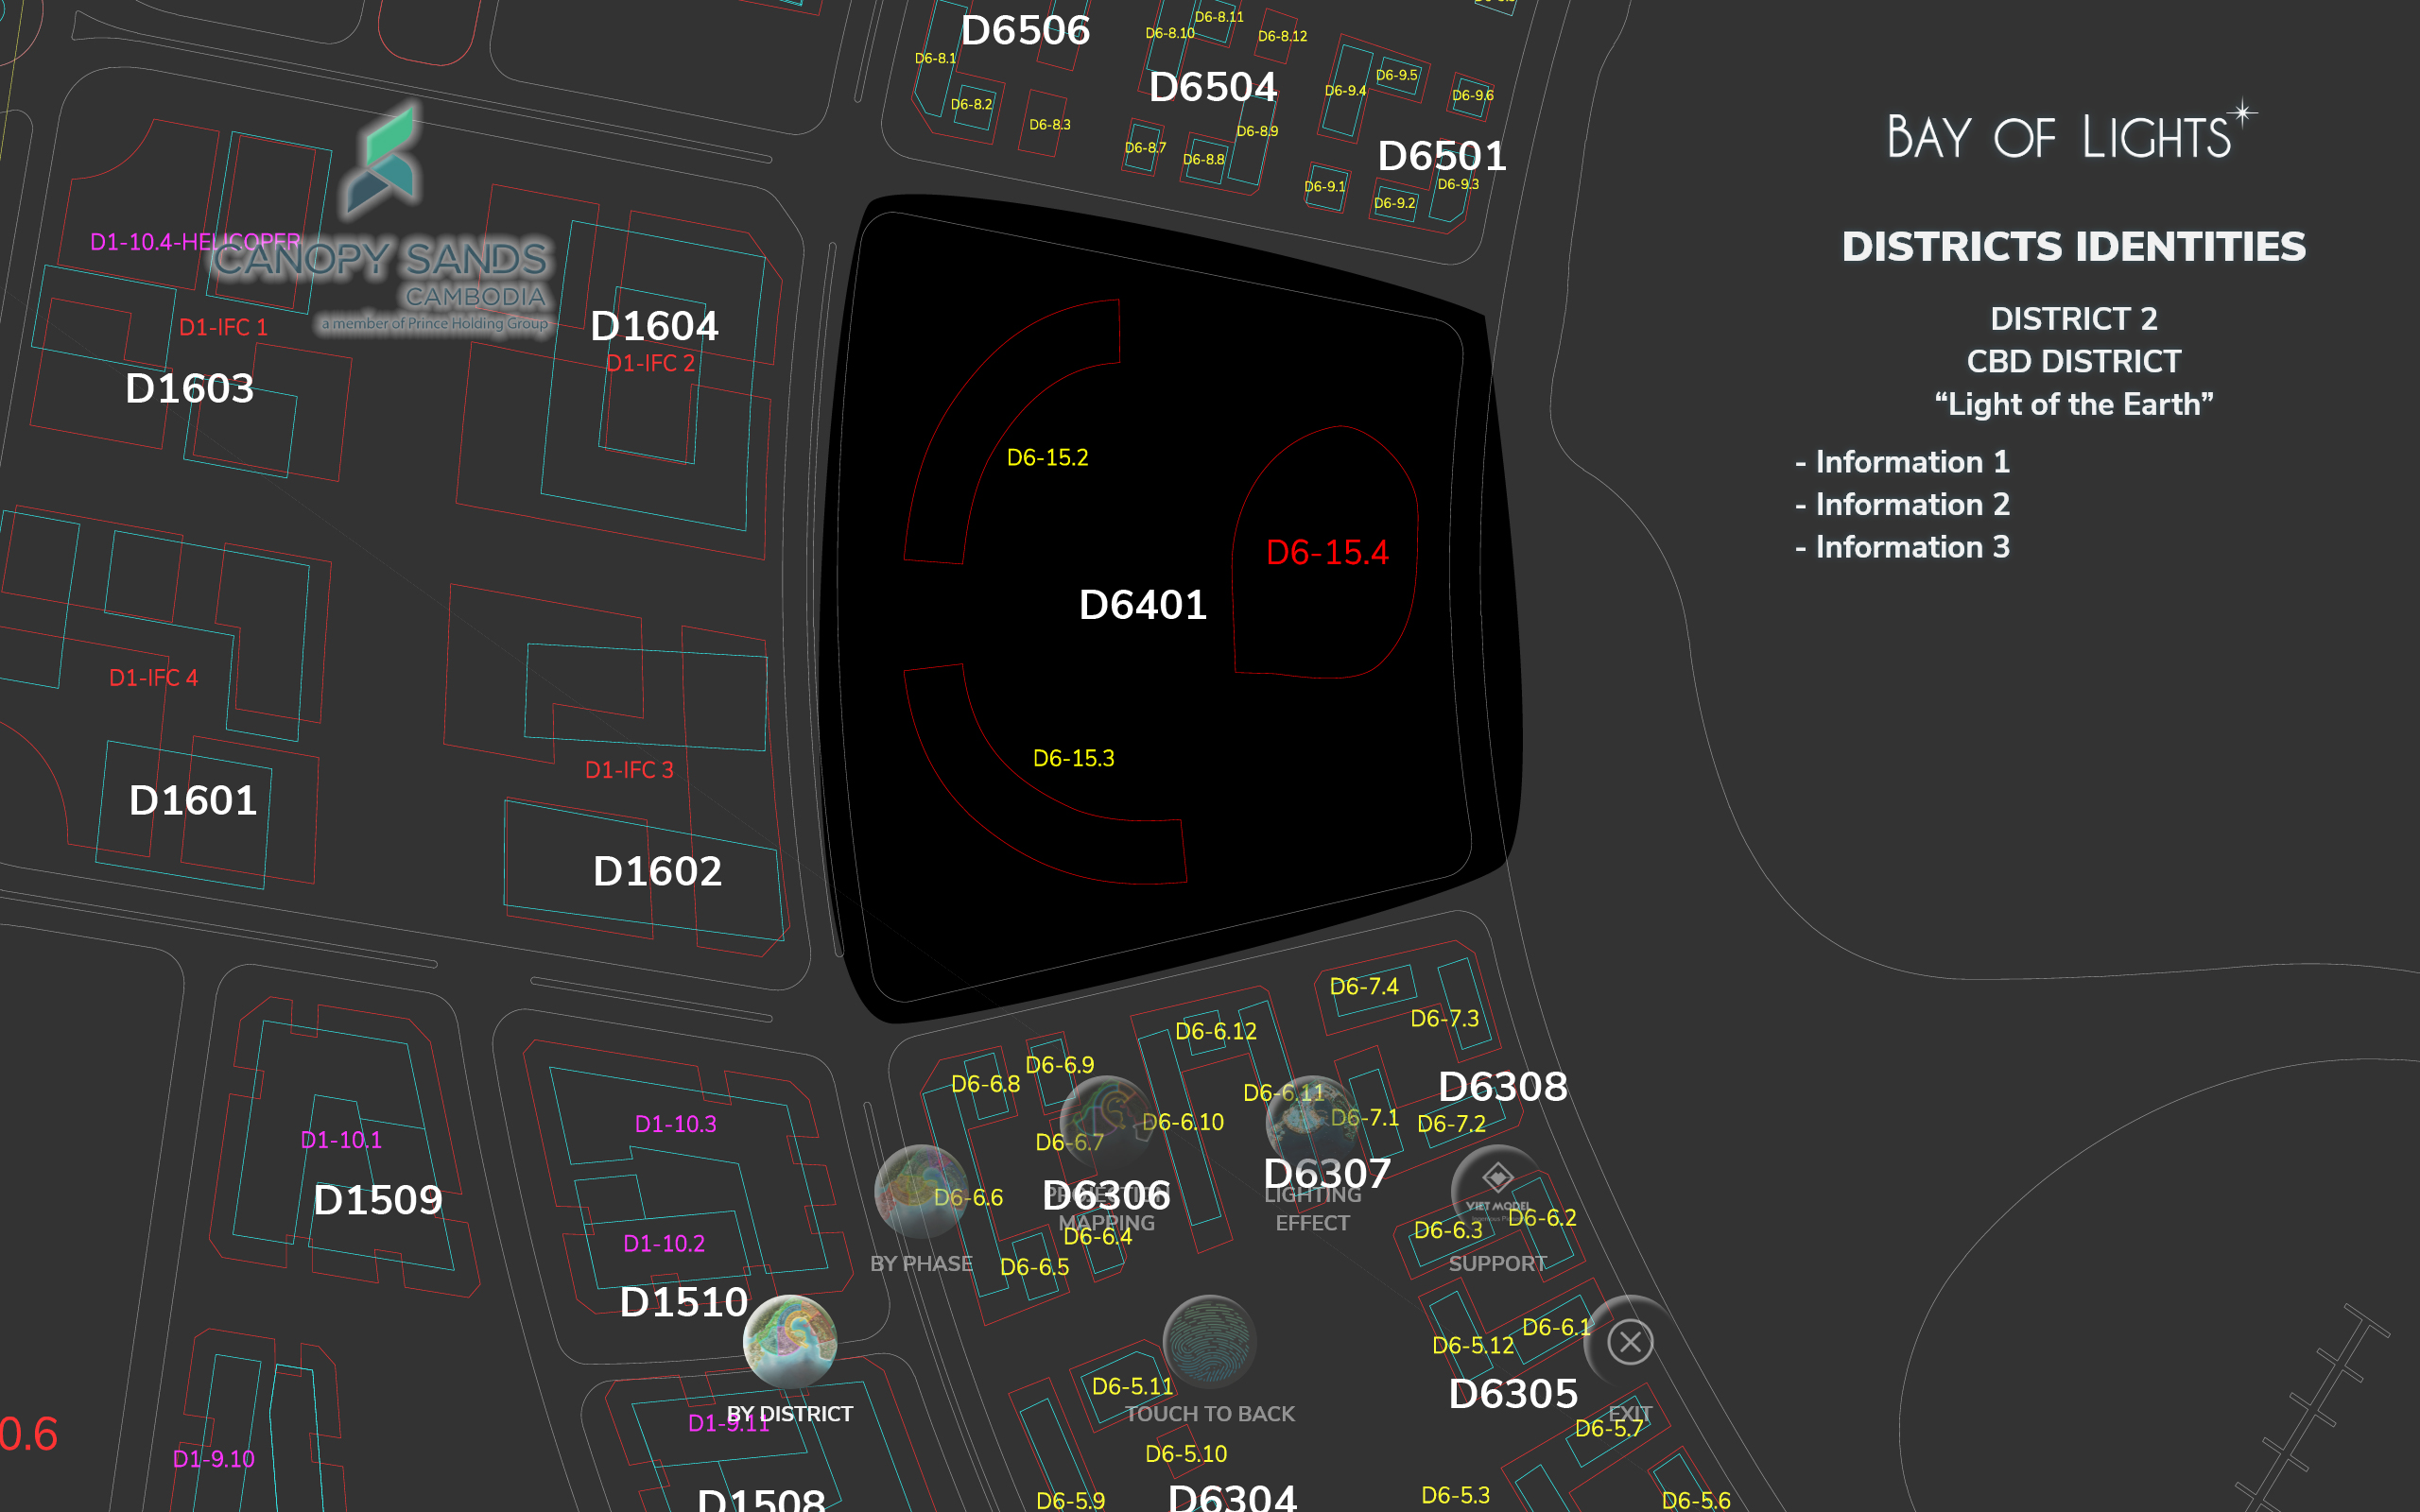 D6506
D6-8.1
D6-8.2
D6-8.3
D6-8.10
D6-8.11
D6-8.12
D6504
D6-8.7
D6-8.8
D6-8.9
D6-9.4
D6-9.5
D6-9.6
D6501
D6-9.1
D6-9.2
D6-9.3
BAY OF LIGHTS
DISTRICTS IDENTITIES
DISTRICT 2
CBD DISTRICT
“Light of the Earth”
- Information 1
- Information 2
- Information 3
D1-10.4-HELICOPER
CANOPY SANDS
CAMBODIA
a member of Prince Holding Group
D1-IFC 1
D1603
D1604
D1-IFC 2
D6-15.2
D6-15.4
D6401
D6-15.3
D1-IFC 4
D1601
D1-IFC 3
D1602
D6-7.4
D6-7.3
D6-6.12
D6-6.9
D6-6.8
D6-6.11
D6308
D6-7.1
D6-7.2
D6-6.10
D6-6.7
D6307
D6306
D6-6.6
D6-6.4
D6-6.5
D6-6.3
D6-6.2
D1-10.1
D1509
D1-10.3
D1-10.2
D1510
BY PHASE
PROJECTION
MAPPING
LIGHTING
EFFECT
VIET MODEL
SUPPORT
D6-5.12
D6-6.1
D6305
D6-5.11
BY DISTRICT
TOUCH TO BACK
EXIT
D1-9.11
D6-5.7
D6-5.10
0.6
D1-9.10
D1508
D6-5.9
D6304
D6-5.3
D6-5.6